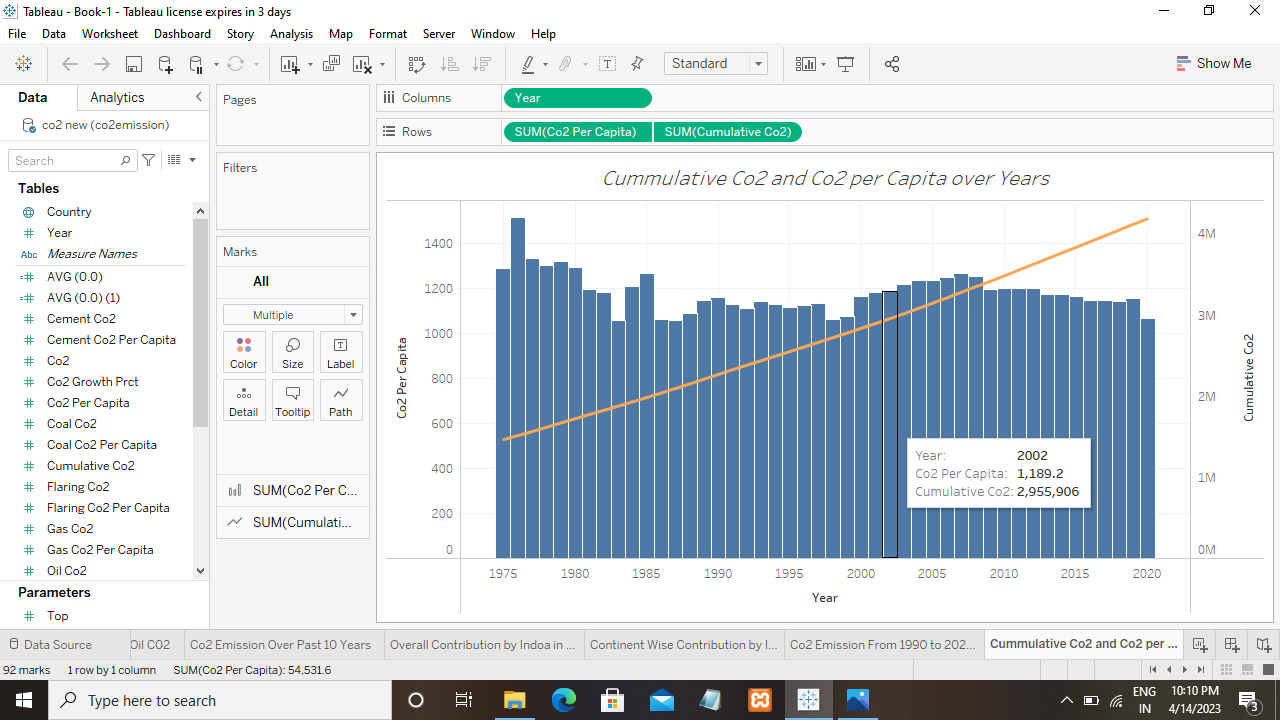 Tableau - Book-1 - Tableau license expires in 3 days
File Data Worksheet Dashboard Story Analysis Map Format Server Window Help
Standard
Show Me
Data Analytics
co2 new (co2emission)
Search
Tables
Country
Year
Abc Measure Names
AVG (0.0)
AVG (0.0) (1)
Cement Co2
Cement Co2 Per Capita
Co2
Co2 Growth Prct
Co2 Per Capita
Coal Co2
Coal Co2 Per Capita
Cumulative Co2
Flaring Co2
Flaring Co2 Per Capita
Gas Co2
Gas Co2 Per Capita
Oil Co2
Parameters
Top
Pages
Filters
Marks
All
Multiple
Color Size Label
Detail Tooltip Path
SUM(Co2 Per C...
SUM(Cumulati...
Columns Year
Rows SUM(Co2 Per Capita) SUM(Cumulative Co2)
Cummulative Co2 and Co2 per Capita over Years
Co2 Per Capita
1400
1200
1000
800
600
400
200
0
4M
3M
2M
1M
0M
Cumulative Co2
Year: 2002
Co2 Per Capita: 1,189.2
Cumulative Co2: 2,955,906
1975 1980 1985 1990 1995 2000 2005 2010 2015 2020
Year
Data Source Oil C02 Co2 Emission Over Past 10 Years Overall Contribution by Indoa in ... Continent Wise Contribution by I... Co2 Emission From 1990 to 202... Cummulative Co2 and Co2 per ...
92 marks 1 row by 1 column SUM(Co2 Per Capita): 54,531.6
Type here to search
ENG
IN
10:10 PM
4/14/2023
3